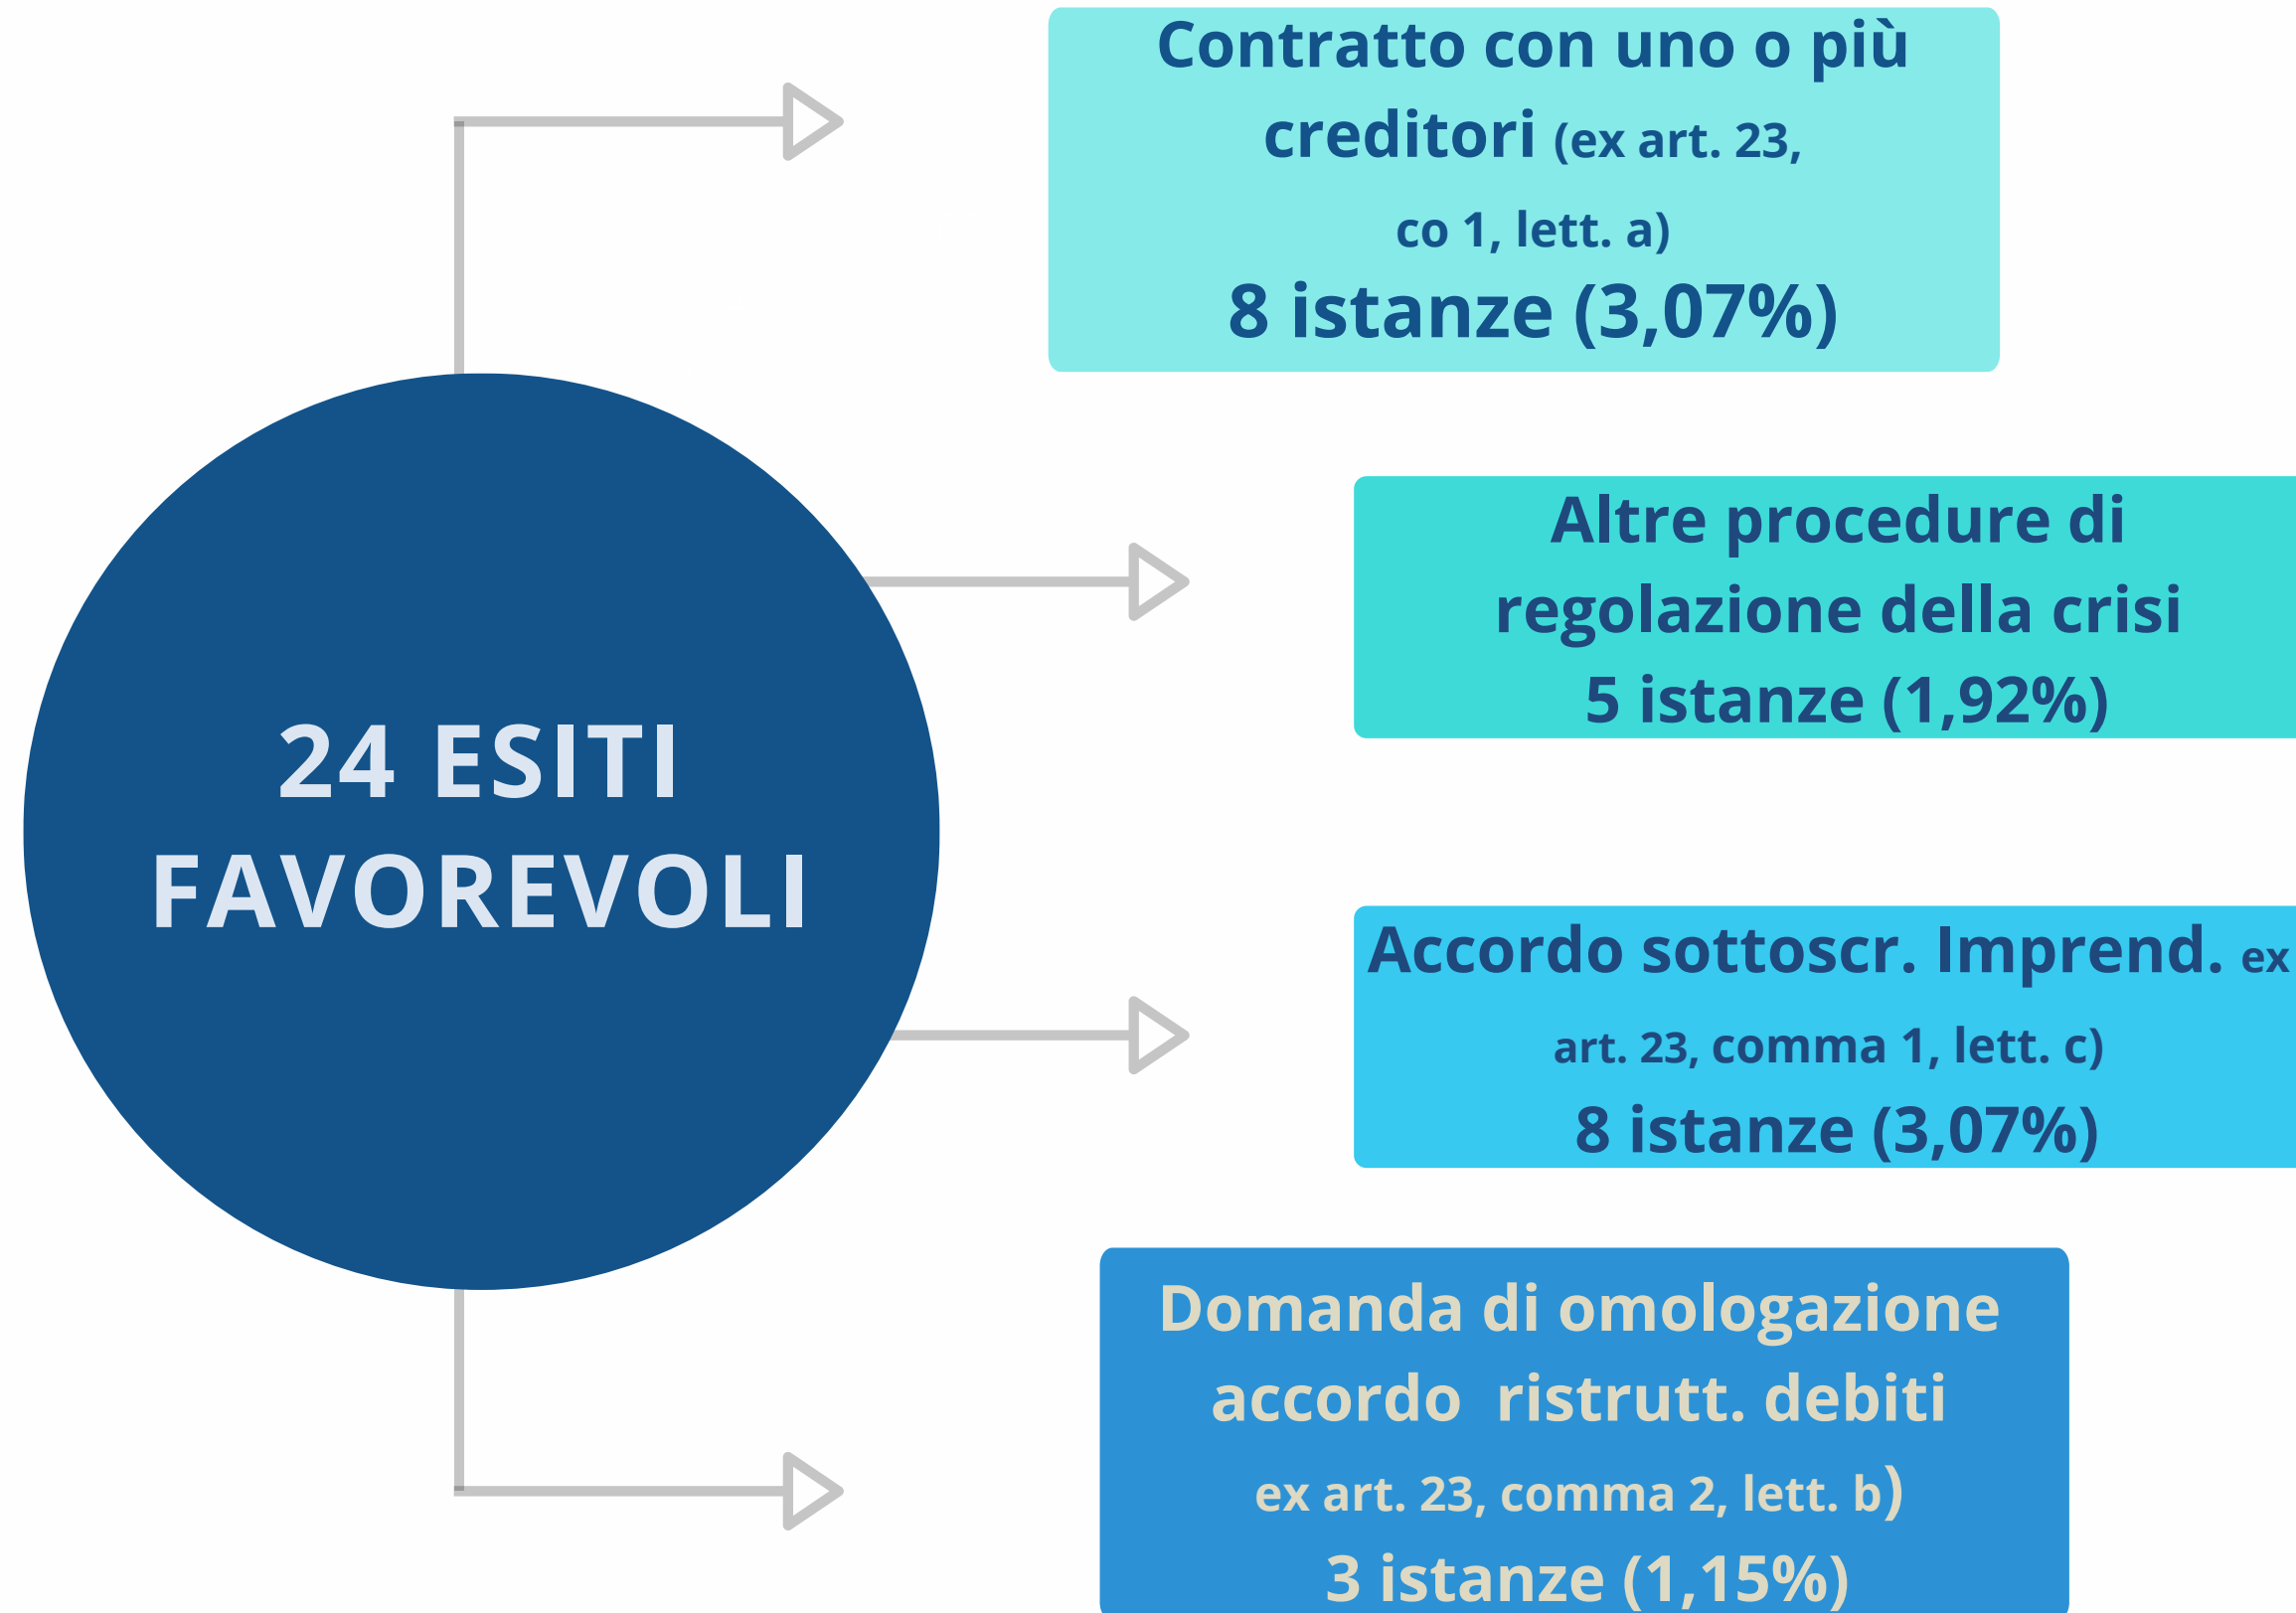 Contratto con uno o più
creditori (ex art. 23,
co 1, lett. a)
8 istanze (3,07%)
Altre procedure di
regolazione della crisi
5 istanze (1,92%)
24 ESITI
FAVOREVOLI
Accordo sottoscr. Imprend. ex
art. 23, comma 1, lett. c)
8 istanze (3,07%)
Domanda di omologazione
accordo ristrutt. debiti
ex art. 23, comma 2, lett. b)
3 istanze (1,15%)